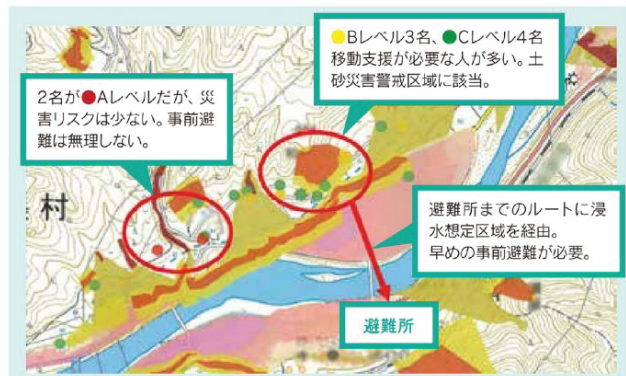 ●Bレベル3名、●Cレベル4名
移動支援が必要な人が多い。土
砂災害警戒区域に該当。
2名が●Aレベルだが、災
害リスクは少ない。事前避
難は無理しない。
村
避難所までのルートに浸
水想定区域を経由。
早めの事前避難が必要。
避難所